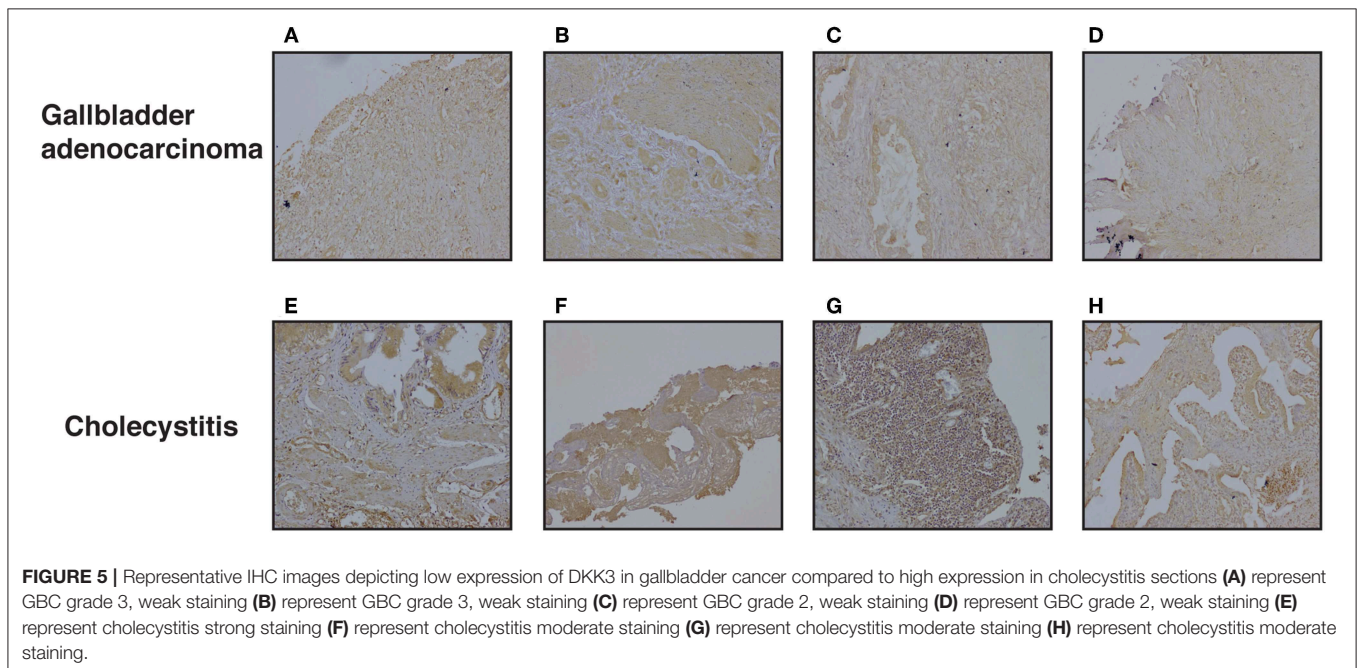 A
B
C
D
Gallbladder
adenocarcinoma
E
F
G
H
Cholecystitis
FIGURE 5 | Representative IHC images depicting low expression of DKK3 in gallbladder cancer compared to high expression in cholecystitis sections (A) represent
GBC grade 3, weak staining (B) represent GBC grade 3, weak staining (C) represent GBC grade 2, weak staining (D) represent GBC grade 2, weak staining (E)
represent cholecystitis strong staining (F) represent cholecystitis moderate staining (G) represent cholecystitis moderate staining (H) represent cholecystitis moderate
staining.